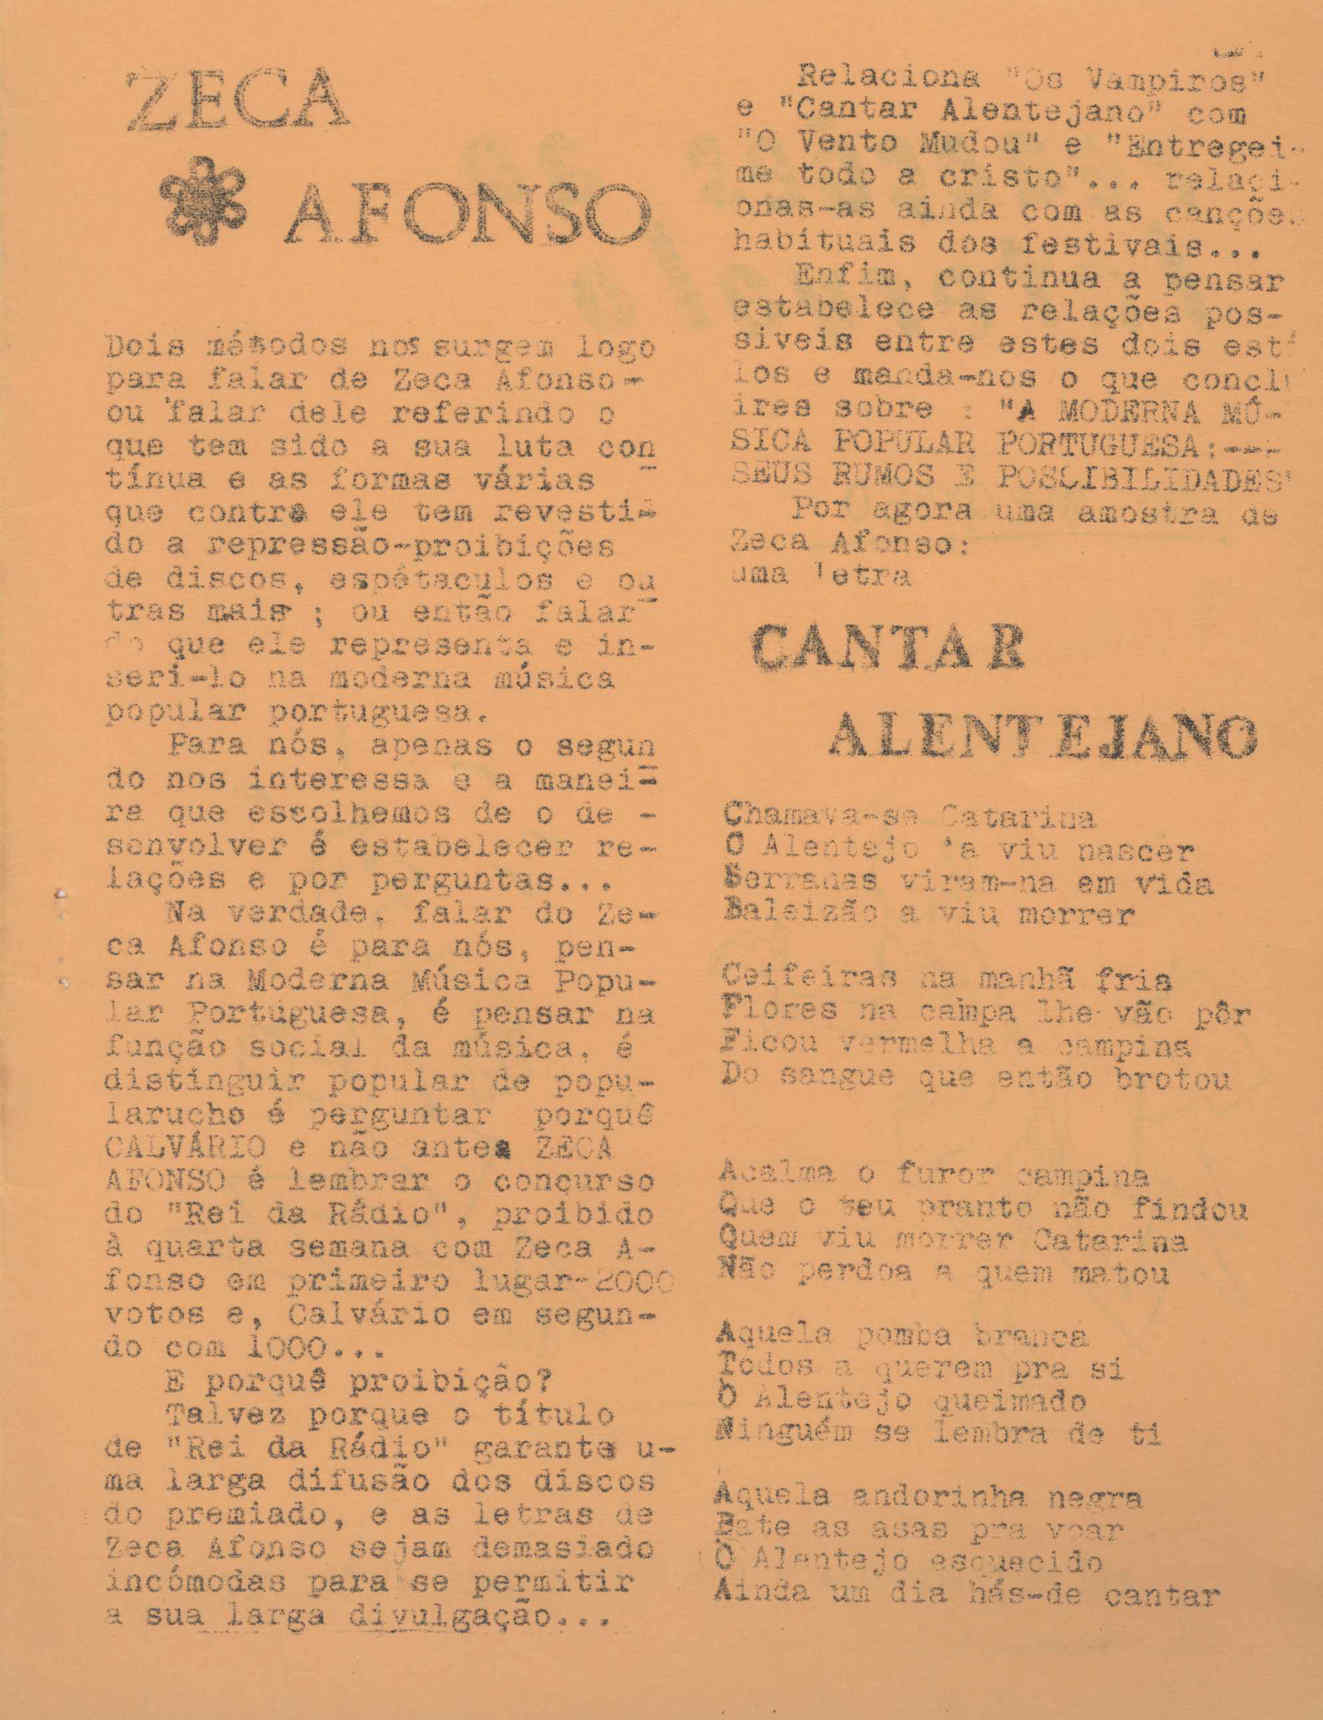 ZECA
AFONSO
Dois métodos nos surgem logo
para falar de Zeca Afonso-
ou falar dele referindo o
que tem sido a sua luta con
tínua e as formas várias
que contra ele tem revesti-
do a repressão-proibições
de discos, espétaculos e ou
tras mais ; ou então falar
do que ele representa e in-
seri-lo na moderna música
popular portuguesa.
Para nós, apenas o segun
do nos interessa e a manei-
ra que escolhemos de o de -
senvolver é estabelecer re-
lações e por perguntas...
Na verdade, falar do Ze-
ca Afonso é para nós, pen-
sar na Moderna Música Popu-
lar Portuguesa, é pensar na
função social da música, é
distinguir popular de popu-
larucho é perguntar porquê
CALVÁRIO e não antes ZECA
AFONSO é lembrar o concurso
do "Rei da Rádio", proibido
à quarta semana com Zeca A-
fonso em primeiro lugar-2000
votos e, Calvário em segun-
do com 1000...
E porquê proibição?
Talvez porque o título
de "Rei da Rádio" garante u-
ma larga difusão dos discos
do premiado, e as letras de
Zeca Afonso sejam demasiado
incómodas para se permitir
a sua larga divulgação...
Relaciona "Os Vampiros"
e "Cantar Alentejano" com
"O Vento Mudou" e "Entregei-
me todo a cristo"... relaci-
onas-as ainda com as canções
habituais dos festivais...
Enfim, continua a pensar
estabelece as relações pos-
siveis entre estes dois estí
los e manda-nos o que conclu
ires sobre : "A MODERNA MÚ-
SICA POPULAR PORTUGUESA:---
SEUS RUMOS E POSSIBILIDADES"
Por agora uma amostra de
Zeca Afonso:
uma letra
CANTAR
ALENTEJANO
Chamava-se Catarina
O Alentejo a viu nascer
Serranas viram-na em vida
Baleizão a viu morrer
Ceifeiras na manhã fria
Flores na campa lhe vão pôr
Ficou vermelha a campina
Do sangue que então brotou
Acalma o furor campina
Que o teu pranto não findou
Quem viu morrer Catarina
Não perdoa a quem matou
Aquela pomba branca
Todos a querem pra si
Ò Alentejo queimado
Ninguém se lembra de ti
Aquela andorinha negra
Bate as asas pra voar
Ò Alentejo esquecido
Ainda um dia hás-de cantar